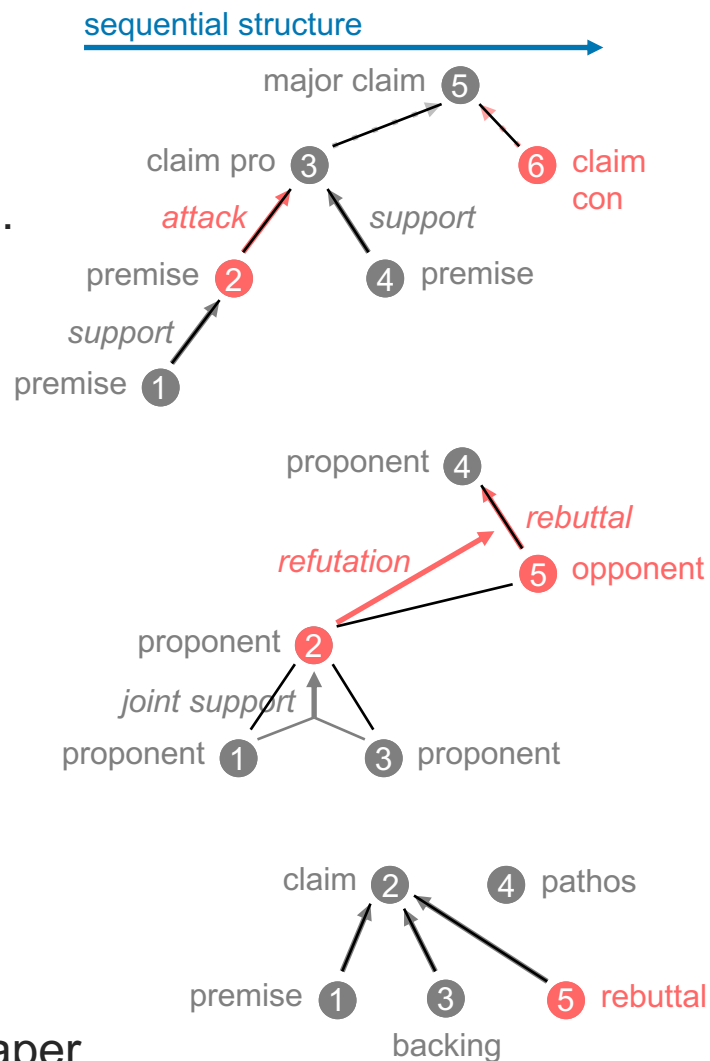 sequential structure
major claim 5
claim pro 3
6 claim
con
.
attack
support
premise 2
4 premise
support
premise 1
proponent 4
rebuttal
refutation
5 opponent
proponent 2
joint support
proponent 1
3 proponent
claim 2
4 pathos
premise 1
3
5 rebuttal
backing
aper